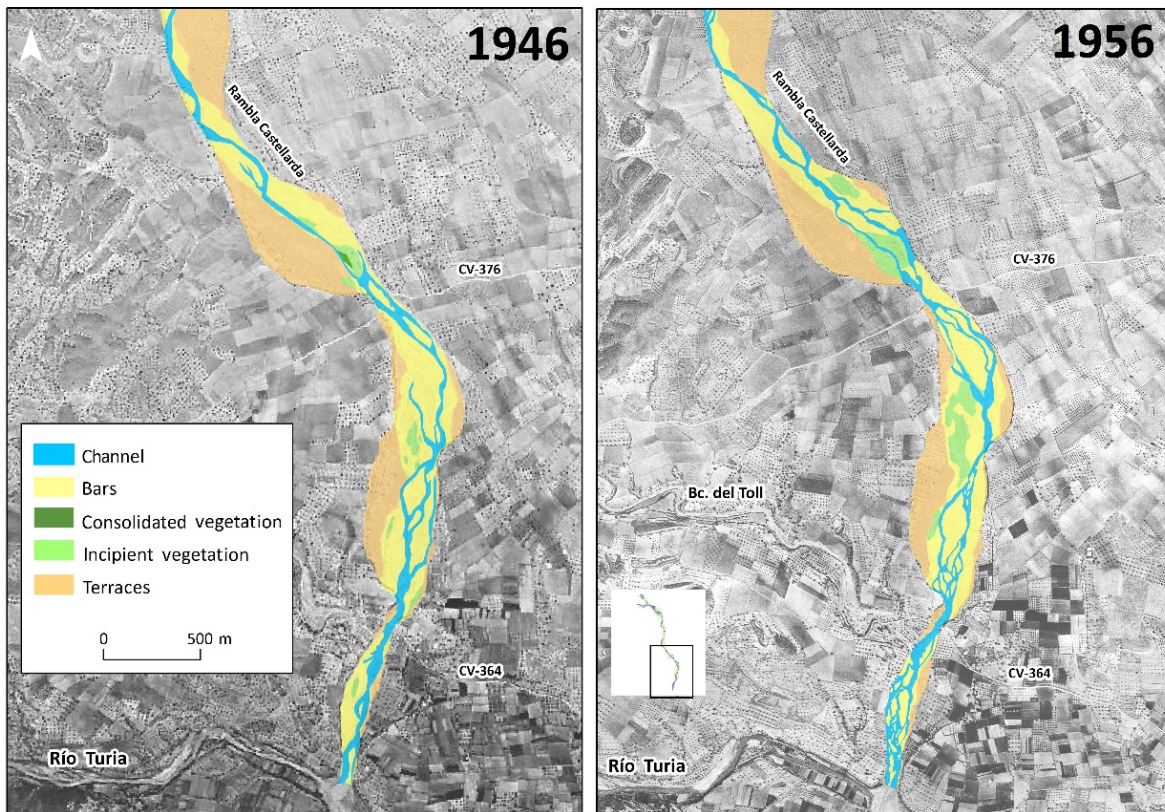 1946
Rambla Castellarda
CV-376
Channel
Bars
Consolidated vegetation
Incipient vegetation
Terraces
0 500 m
CV-364
Río Turia
1956
Rambla Castellarda
CV-376
Bc. del Toll
CV-364
Río Turia